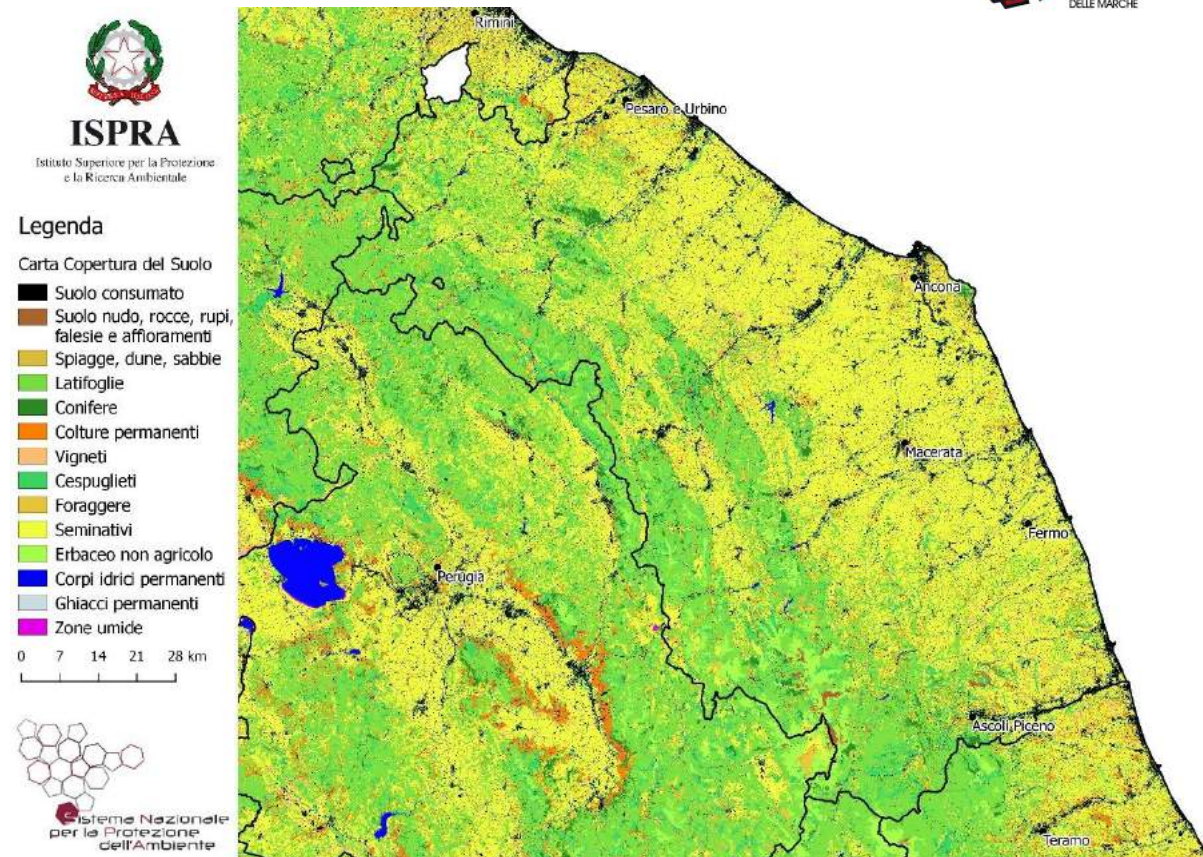 DELLE MARCHE
ISPRA
Istituto Superiore per la Protezione
e la Ricerca Ambientale
Legenda
Carta Copertura del Suolo
Suolo consumato
Suolo nudo, rocce, rupi,
falesie e affioramenti
Spiagge, dune, sabbie
Latifoglie
Conifere
Colture permanenti
Vigneti
Cespuglieti
Foraggere
Seminativi
Erbaceo non agricolo
Corpi idrici permanenti
Ghiacci permanenti
Zone umide
0 7 14 21 28 km
Sistema Nazionale
per la Protezione
dell'Ambiente
Rimini
Pesaro e Urbino
Ancona
Macerata
Fermo
Perugia
Ascoli Piceno
Teramo